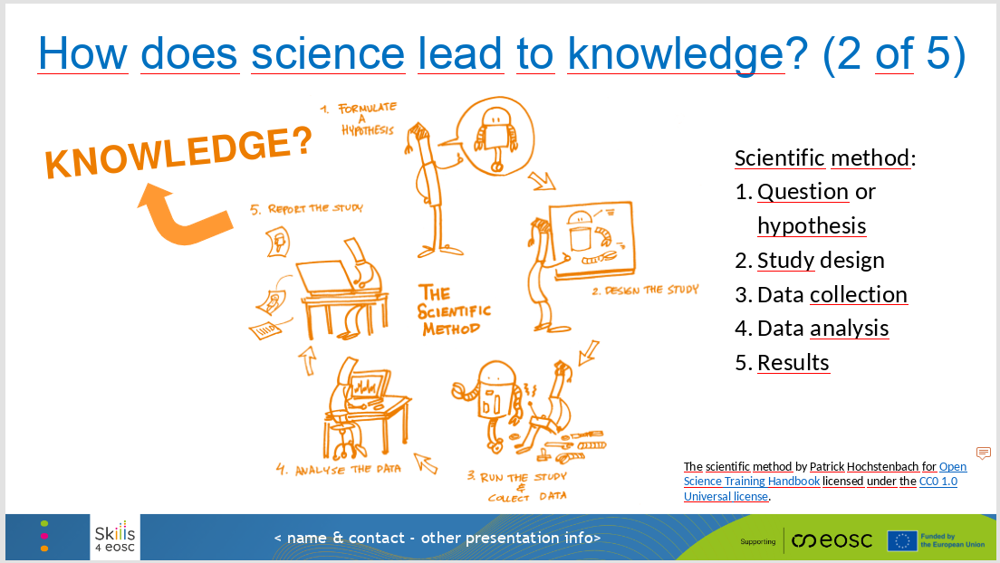 How does science lead to knowledge? (2 of 5)
KNOWLEDGE?
1. FORMULATE
A
HYPOTHESIS
2. DESIGN THE STUDY
3. RUN THE STUDY
&
COLLECT DATA
4. ANALYSE THE DATA
5. REPORT THE STUDY
THE
SCIENTIFIC
METHOD
Scientific method:
1. Question or
hypothesis
2. Study design
3. Data collection
4. Data analysis
5. Results
The scientific method by Patrick Hochstenbach for Open
Science Training Handbook licensed under the CC0 1.0
Universal license.
Skills
4 eosc
< name & contact - other presentation info>
Supporting
eosc
Funded by
the European Union